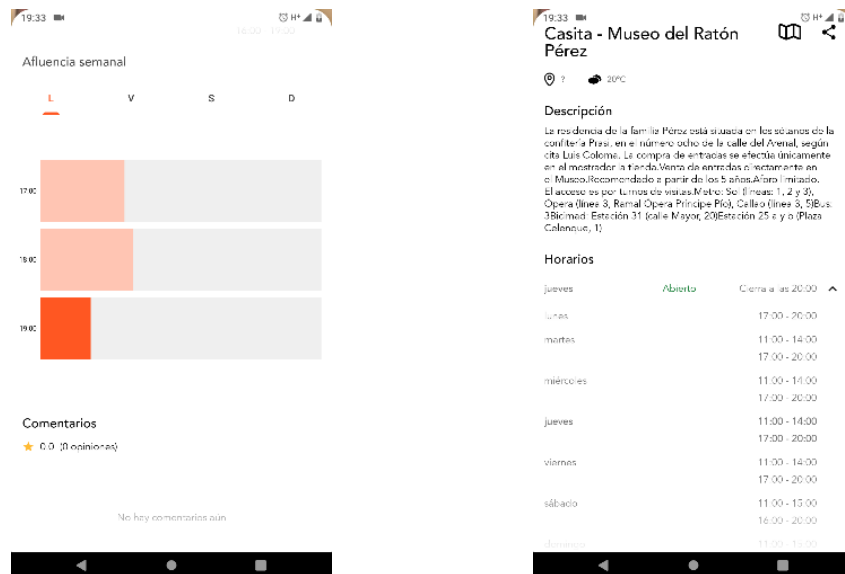 19:33
H+
16:00 - 19:00
Afluencia semanal
L V S D
17:00
18:00
19:00
Comentarios
0.0 (0 opiniones)
No hay comentarios aún
19:33
H+
Casita - Museo del Ratón
Pérez
? 20°C
Descripción
La residencia de la familia Pérez está situada en los sótanos de la
confitería Prast, en el número ocho de la calle del Arenal, según
cita Luis Coloma. La compra de entradas se efectúa únicamente
en el mostrador la tienda.Venta de entradas directamente en
el Museo.Recomendado a partir de los 5 años.Aforo limitado.
El acceso es por turnos de visitas.Metro: Sol (líneas: 1, 2 y 3),
Opera (línea 3, Ramal Opera Príncipe Pío), Callao (línea 3, 5)Bus:
3Bicimad: Estación 31 (calle Mayor, 20)Estación 25 a y b (Plaza
Celenque, 1)
Horarios
jueves Abierto Cierra a las 20:00
lunes 17:00 - 20:00
martes 11:00 - 14:00
17:00 - 20:00
miércoles 11:00 - 14:00
17:00 - 20:00
jueves 11:00 - 14:00
17:00 - 20:00
viernes 11:00 - 14:00
17:00 - 20:00
sábado 11:00 - 15:00
16:00 - 20:00
domingo 11:00 - 15:00